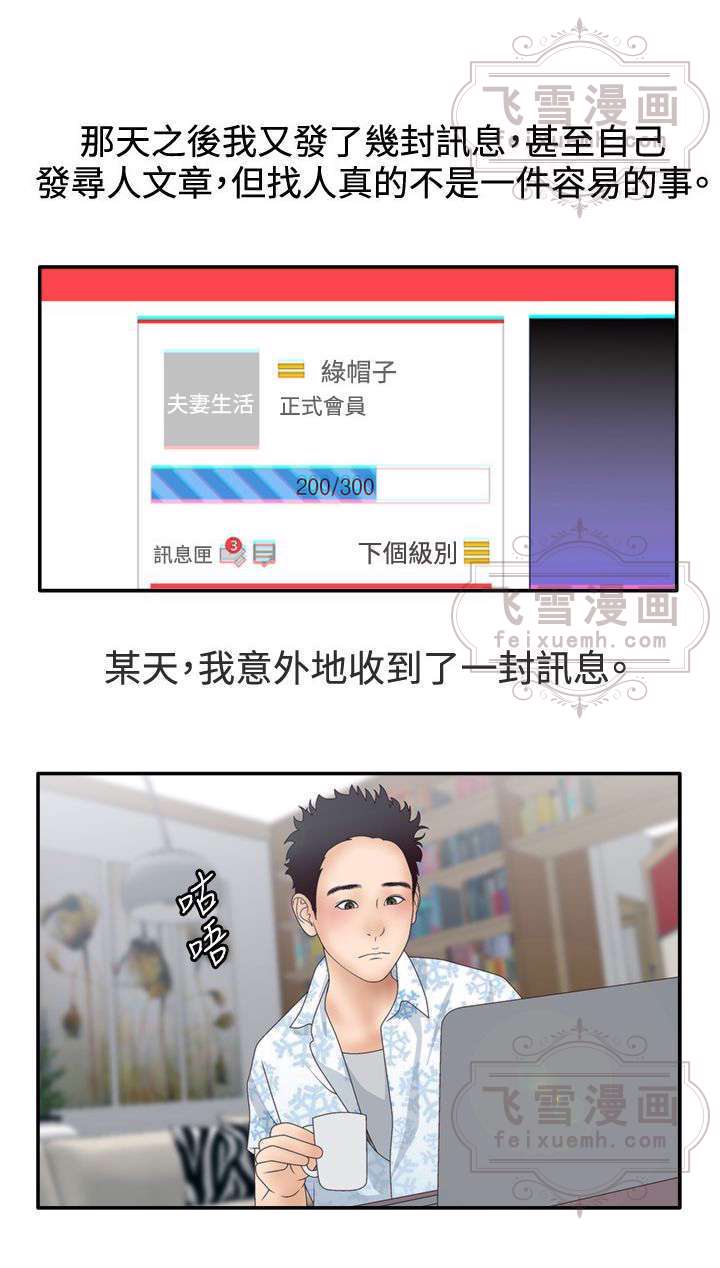 飞雪漫画
feixuemh.com
那天之後我又發了幾封訊息，甚至自己
發尋人文章，但找人真的不是一件容易的事。
夫妻生活
綠帽子
正式會員
200/300
訊息匣 3
下個級別
飞雪漫画
feixuemh.com
某天，我意外地收到了一封訊息。
咕
唔
飞雪漫画
feixuemh.com